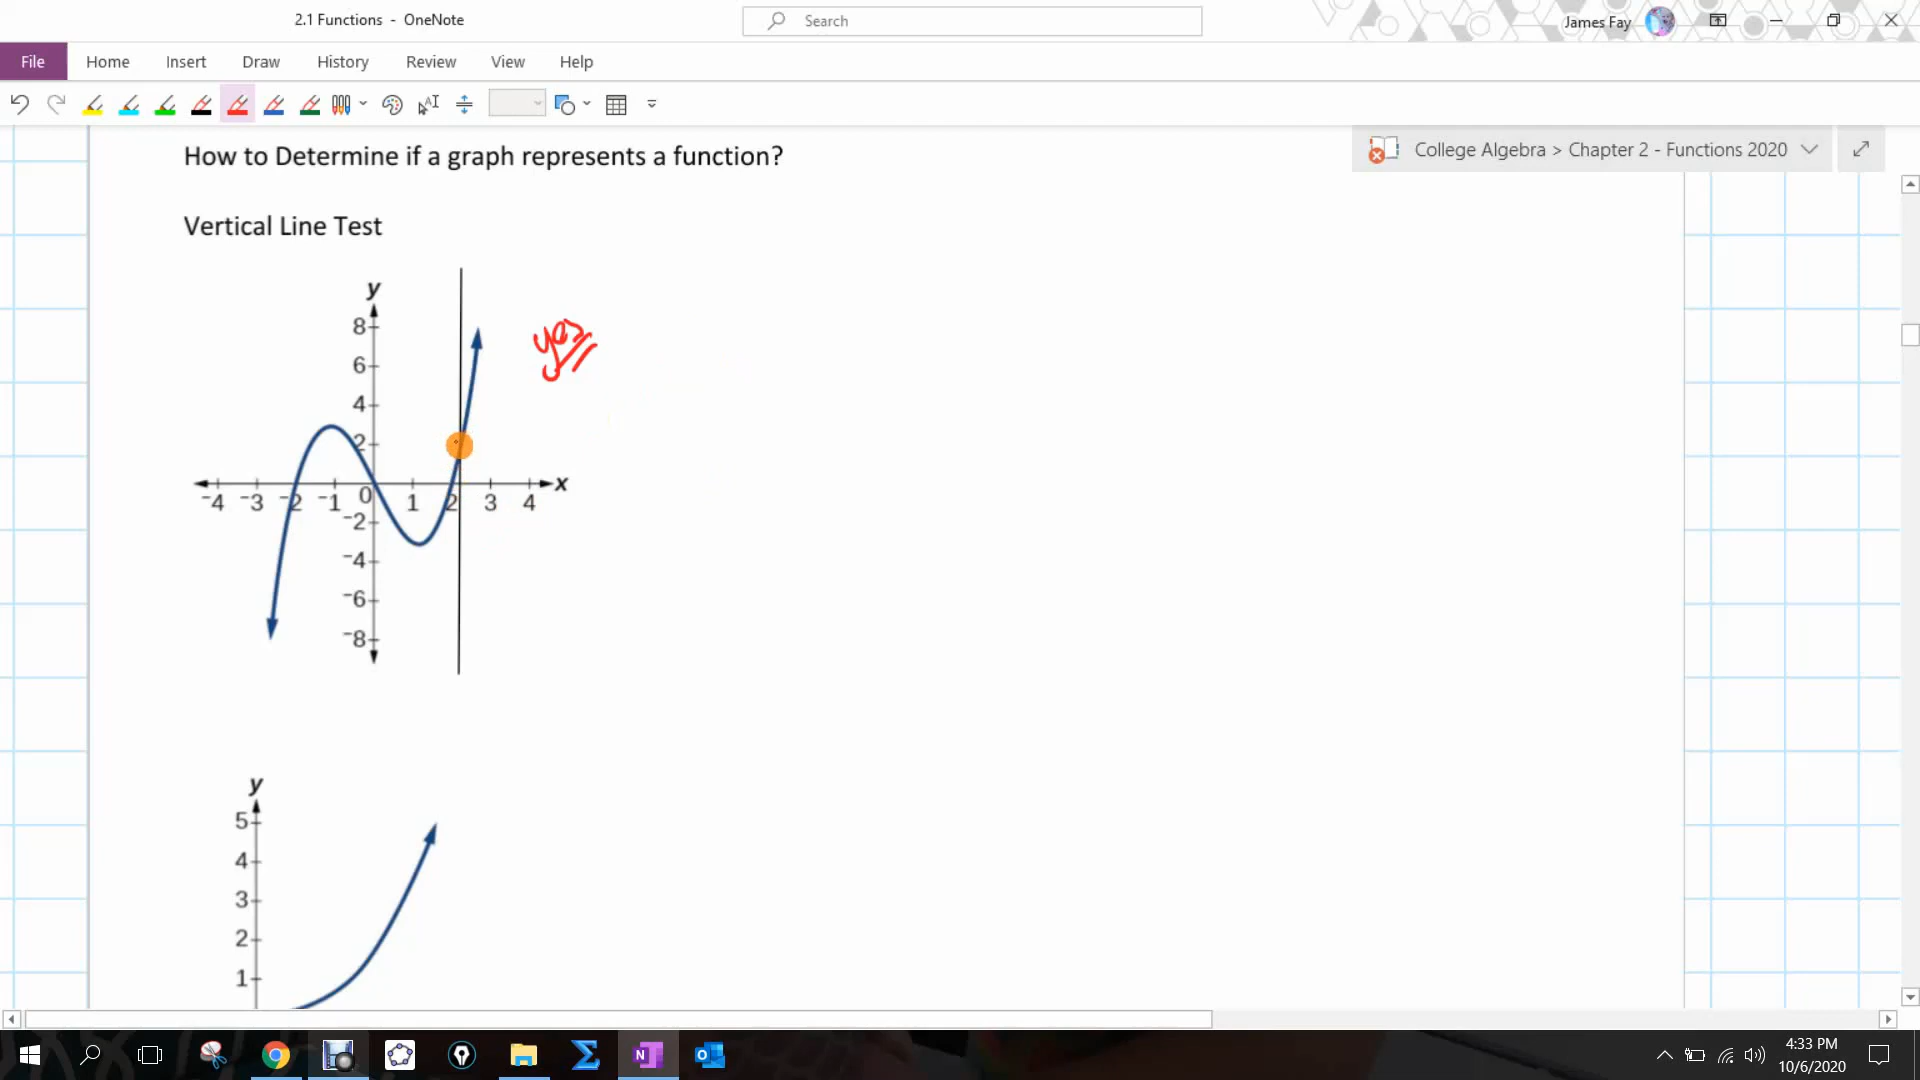 2.1 Functions - OneNote
Search
James Fay
File Home Insert Draw History Review View Help
College Algebra > Chapter 2 - Functions 2020
How to Determine if a graph represents a function?
Vertical Line Test
y
8
6
4
2
yes
x
-4 -3 -2 -1 0 1 2 3 4
-2
-4
-6
-8
y
5
4
3
2
1
4:33 PM
10/6/2020